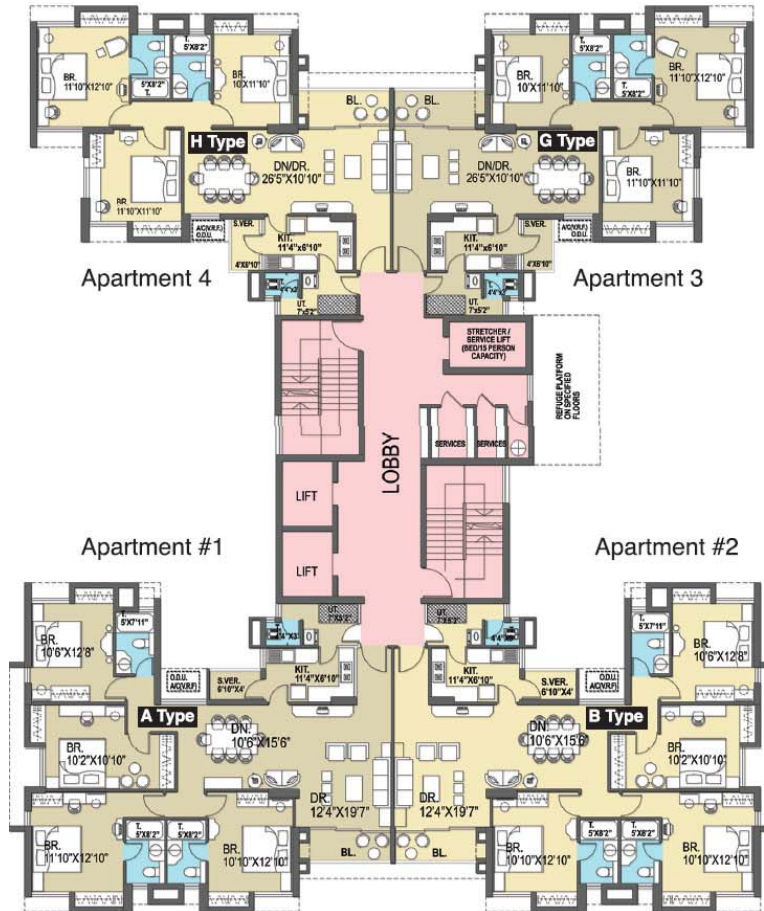 T.
5'X8'2"
BR.
11'10"X12'10"
5'X8'2"
T.
BR.
10'X11'10"
BL.
H Type
DN/DR.
26'5"X10'10"
BR.
11'10"X11'10"
A/C(V.R.F.)
O.D.U.
S.VER.
4'X6'10"
KIT.
11'4"x6'10"
UT.
7'x5'2"
Apartment 4
T.
5'X8'2"
BR.
10'X11'10"
5'X8'2"
T.
BR.
11'10"X12'10"
BL.
G Type
DN/DR.
26'5"X10'10"
BR.
11'10"X11'10"
A/C(V.R.F.)
O.D.U.
S.VER.
4'X6'10"
KIT.
11'4"x6'10"
UT.
7'x5'2"
Apartment 3
STRETCHER /
SERVICE LIFT
(BED/15 PERSON
CAPACITY)
REFUGE PLATFORM
ON SPECIFIED
FLOORS
SERVICES
SERVICES
LOBBY
LIFT
LIFT
Apartment #1
Apartment #2
T.
5'X7'11"
BR.
10'6"X12'8"
O.D.U.
A/C(V.R.F)
S.VER.
6'10"X4'
KIT.
11'4"X6'10"
UT.
A Type
DN.
10'6"X15'6"
BR.
10'2"X10'10"
DR.
12'4"X19'7"
BR.
11'10"X12'10"
T.
5'X8'2"
T.
5'X8'2"
BR.
10'10"X12'10"
BL.
UT.
KIT.
11'4"X6'10"
S.VER.
6'10"X4'
O.D.U.
A/C(V.R.F)
T.
5'X7'11"
BR.
10'6"X12'8"
DN.
10'6"X15'6"
B Type
BR.
10'2"X10'10"
DR.
12'4"X19'7"
BL.
BR.
10'10"X12'10"
T.
5'X8'2"
T.
5'X8'2"
BR.
10'10"X12'10"